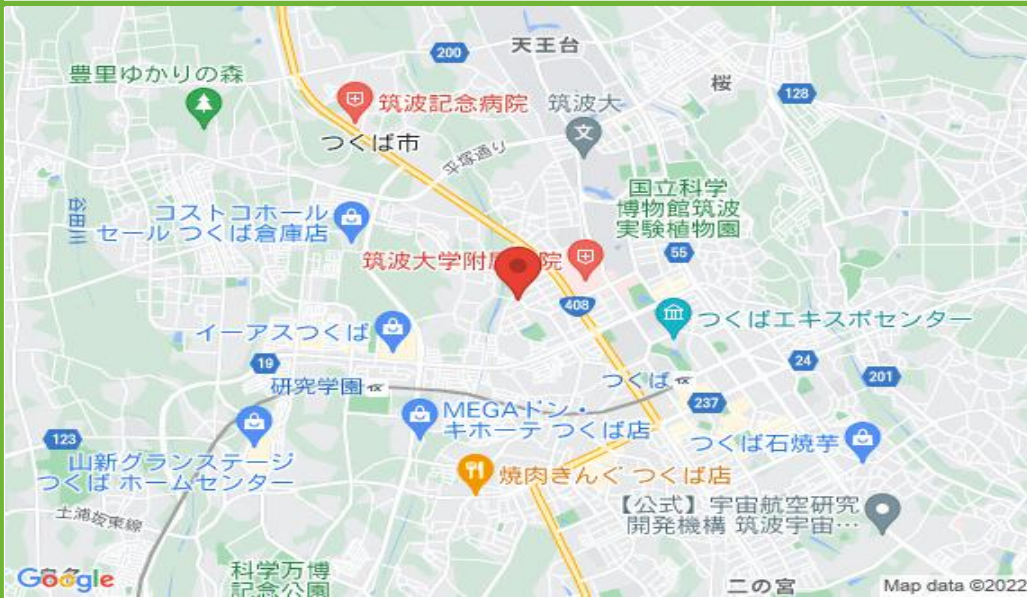 天王台
200
豊里ゆかりの森
桜
128
筑波記念病院
筑波大
つくば市
平塚通り
国立科学
博物館筑波
実験植物園
谷田川
コストコホール
セール つくば倉庫店
55
筑波大学附
院
408
つくばエキスポセンター
イーアスつくば
19
24
研究学園
つくば
201
237
MEGAドン・
キホーテ つくば店
123
つくば石焼芋
山新グランステージ
つくば ホームセンター
焼肉きんぐ つくば店
【公式】宇宙航空研究
開発機構 筑波宇宙…
土浦坂東線
Google
科学万博
記念公園
二の宮
Map data ©2022